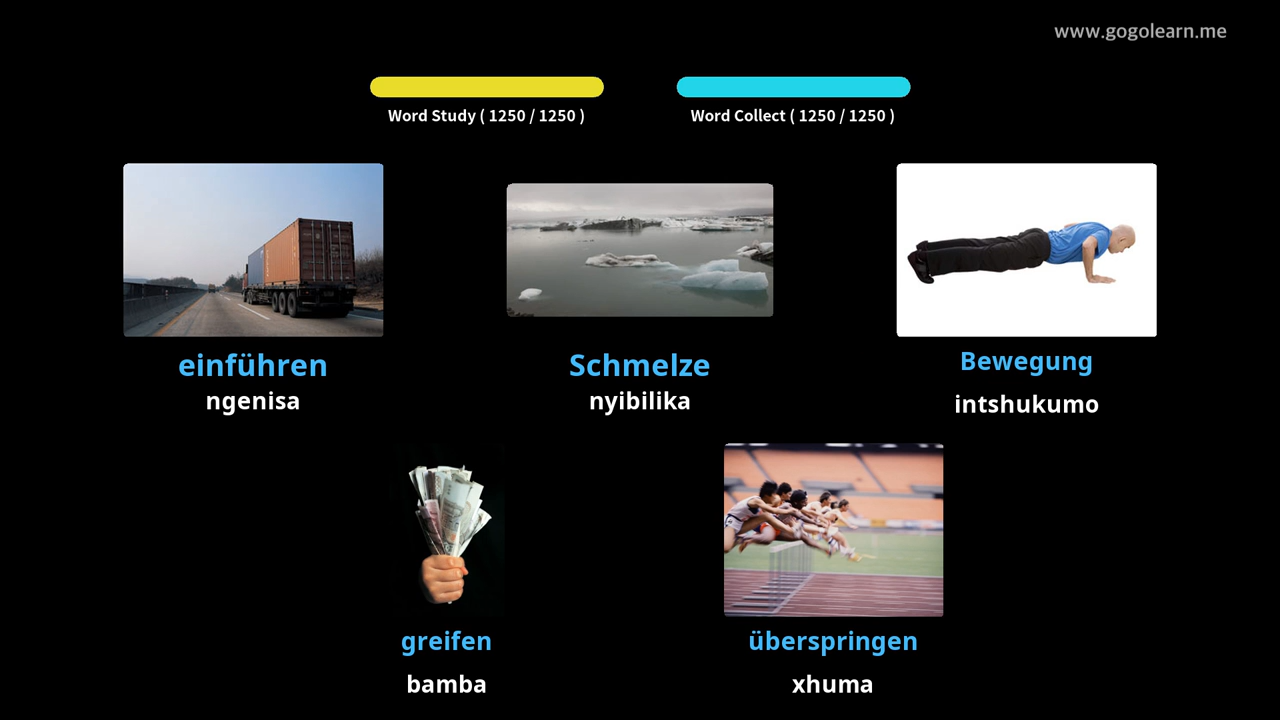 www.gogolearn.me
Word Study ( 1250 / 1250 )
Word Collect ( 1250 / 1250 )
einführen
ngenisa
Schmelze
nyibilika
Bewegung
intshukumo
greifen
bamba
überspringen
xhuma